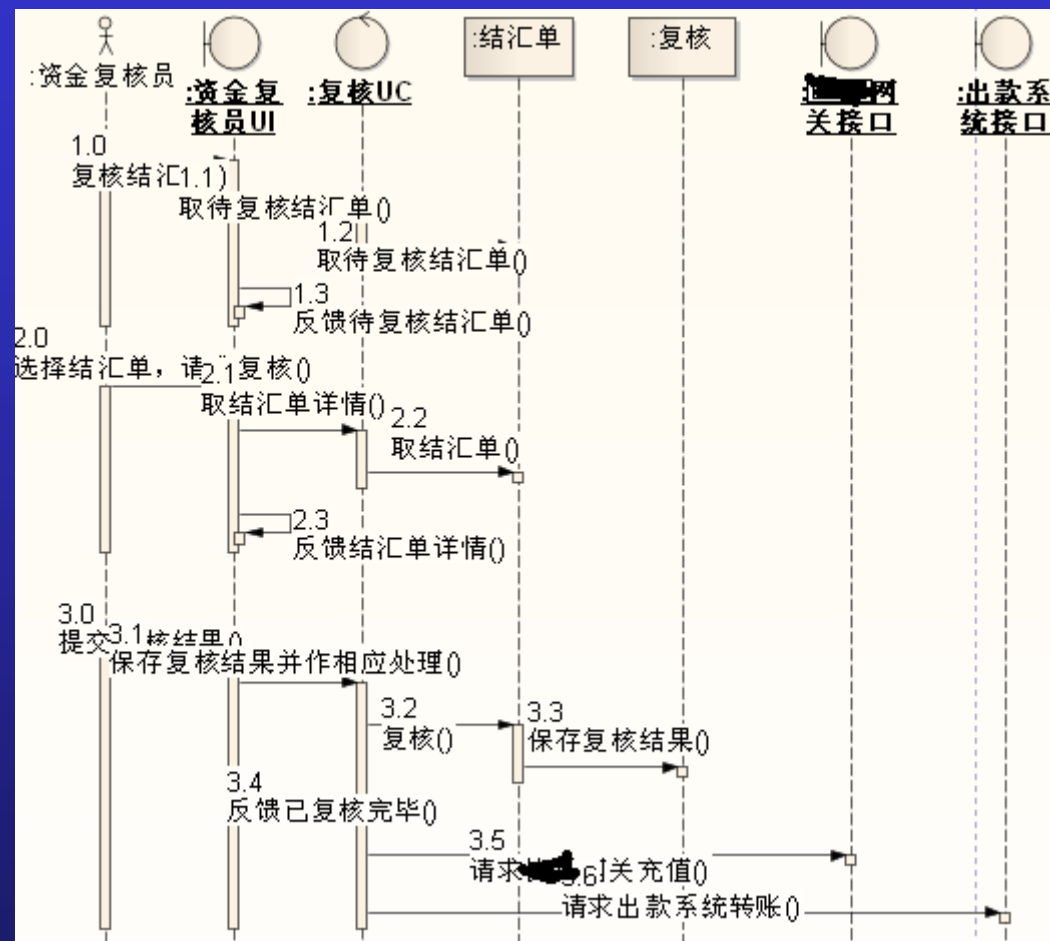 :资金复核员
:资金复
核员UI
:复核UC
:结汇单
:复核
网
关接口
:出款系
统接口
1.0
复核结汇
1.1
取待复核结汇单()
1.2
取待复核结汇单()
1.3
反馈待复核结汇单()
2.0
选择结汇单，请 复核()
2.1
取结汇单详情()
2.2
取结汇单()
2.3
反馈结汇单详情()
3.0
提交 核结果()
3.1
保存复核结果并作相应处理()
3.2
复核()
3.3
保存复核结果()
3.4
反馈已复核完毕()
3.5
请求 关充值()
3.6
请求出款系统转账()